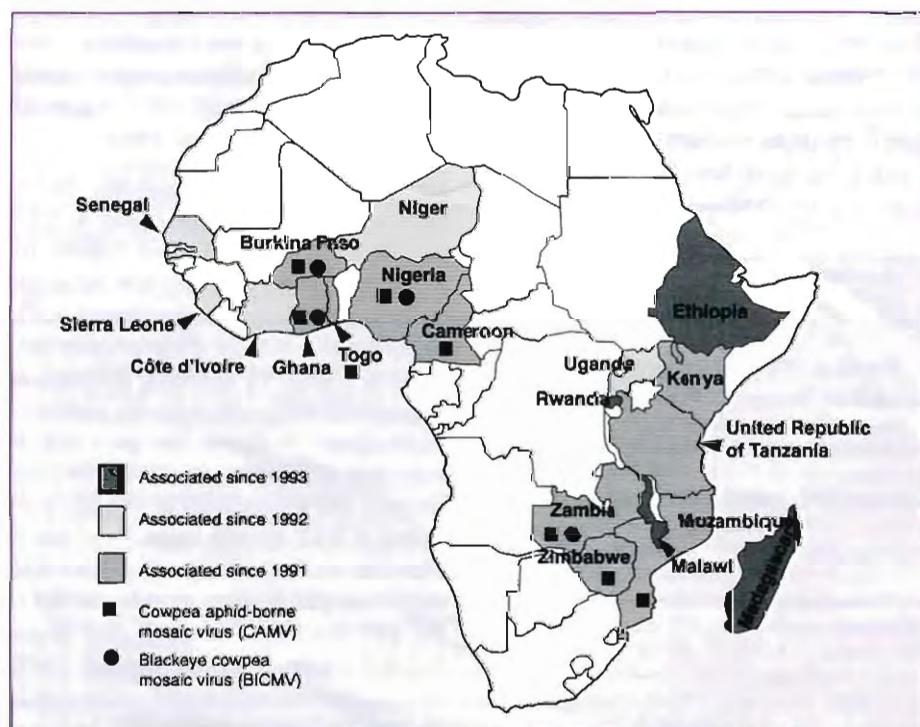 Senegal
Niger
Burkina Faso
Nigeria
Ethiopia
Sierra Leone
Cameroon
Togo
Côte d'Ivoire
Ghana
Uganda
Kenya
Rwanda
United Republic
of Tanzania
Associated since 1993
Zambia
Mozambique
Associated since 1992
Zimbabwe
Malawi
Madagascar
Associated since 1991
Cowpea aphid-borne
mosaic virus (CAMV)
Blackeye cowpea
mosaic virus (BICMV)